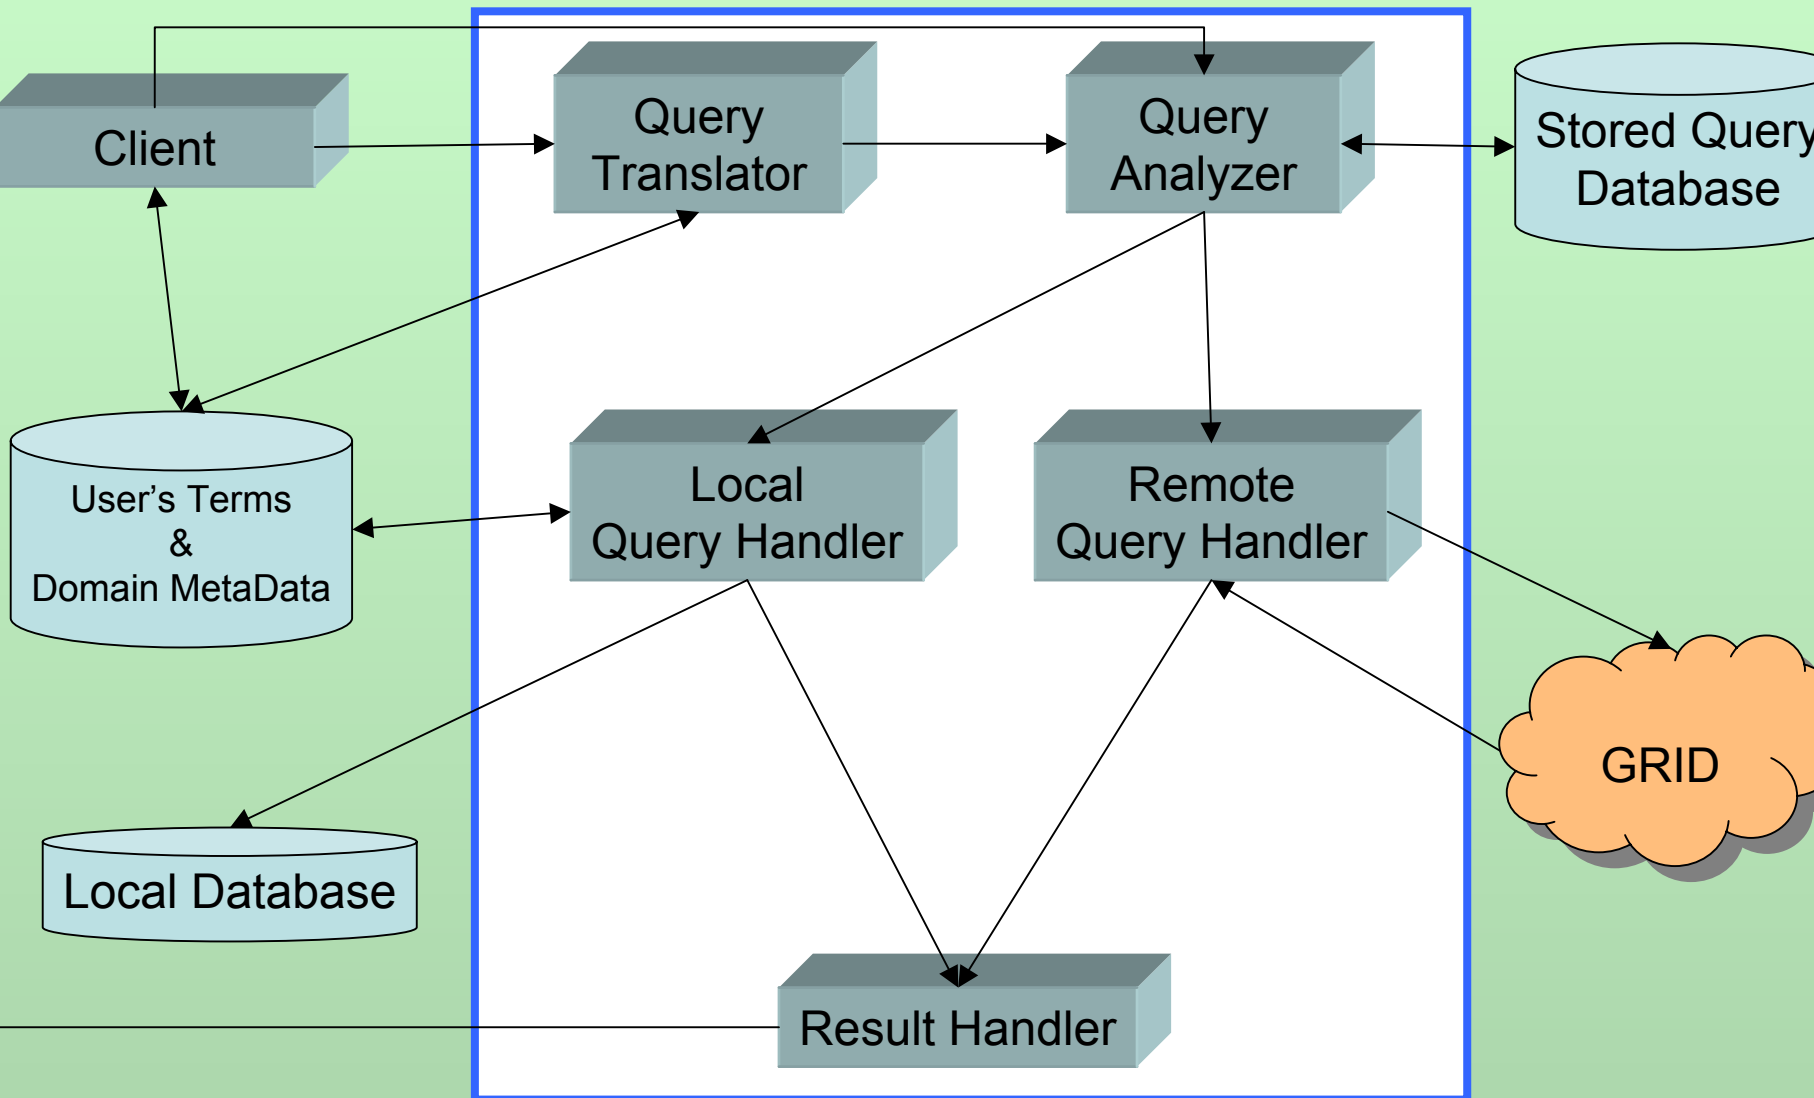 Client
Query
Translator
Query
Analyzer
Stored Query
Database
User's Terms
&
Domain MetaData
Local
Query Handler
Remote
Query Handler
GRID
Local Database
Result Handler